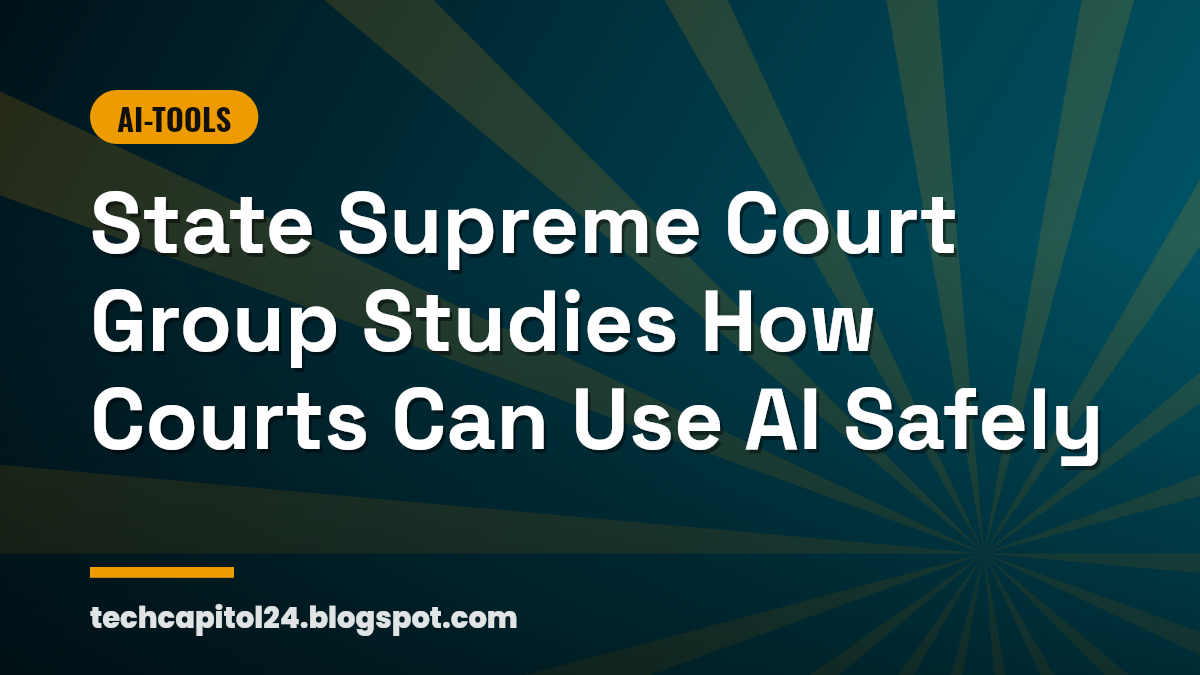 AI-TOOLS
State Supreme Court
Group Studies How
Courts Can Use AI Safely
techcapitol24.blogspot.com